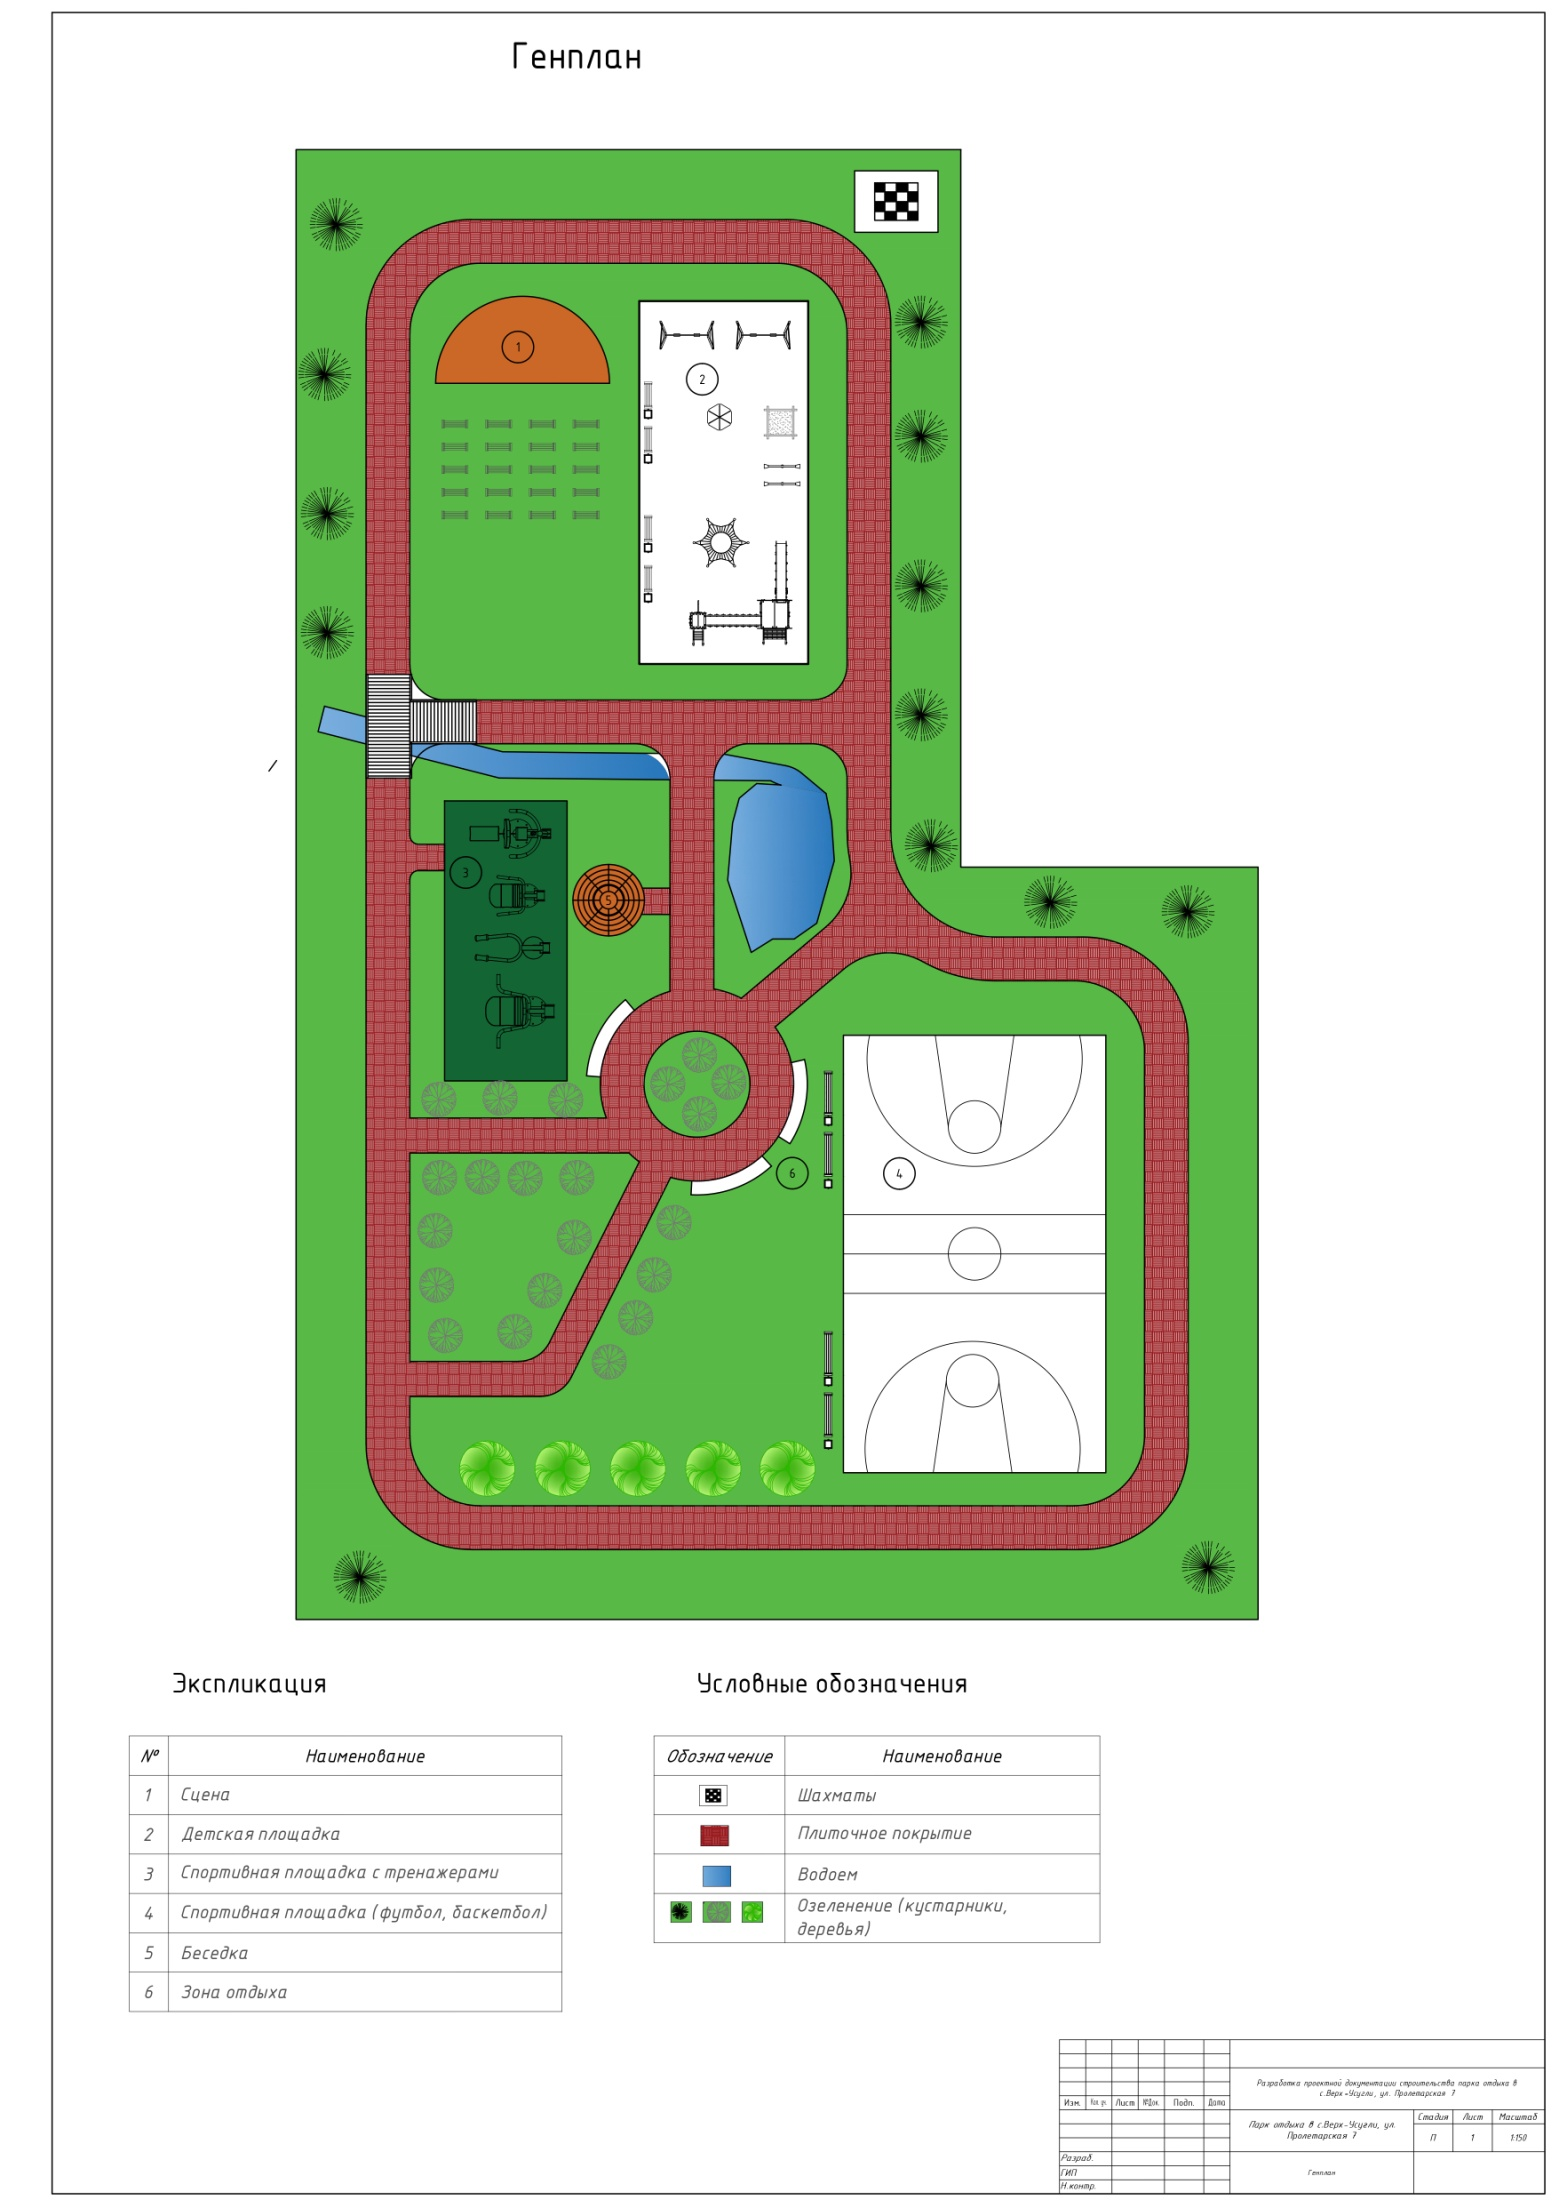 Генплан
1
2
3
5
6
4
Экспликация
№ Наименование
1 Сцена
2 Детская площадка
3 Спортивная площадка с тренажерами
4 Спортивная площадка (футбол, баскетбол)
5 Беседка
6 Зона отдыха
Условные обозначения
Обозначение Наименование
Шахматы
Плиточное покрытие
Водоем
Озеленение (кустарники,
деревья)
Разработка проектной документации строительства парка отдыха в
с.Верх-Усугли, ул. Пролетарская 7
Изм. Кол. уч. Лист №Док. Подп. Дата
Парк отдыха в с.Верх-Усугли, ул.
Пролетарская 7
Стадия Лист Масштаб
П 1 1:150
Разраб.
ГИП
Н.контр.
Генплан